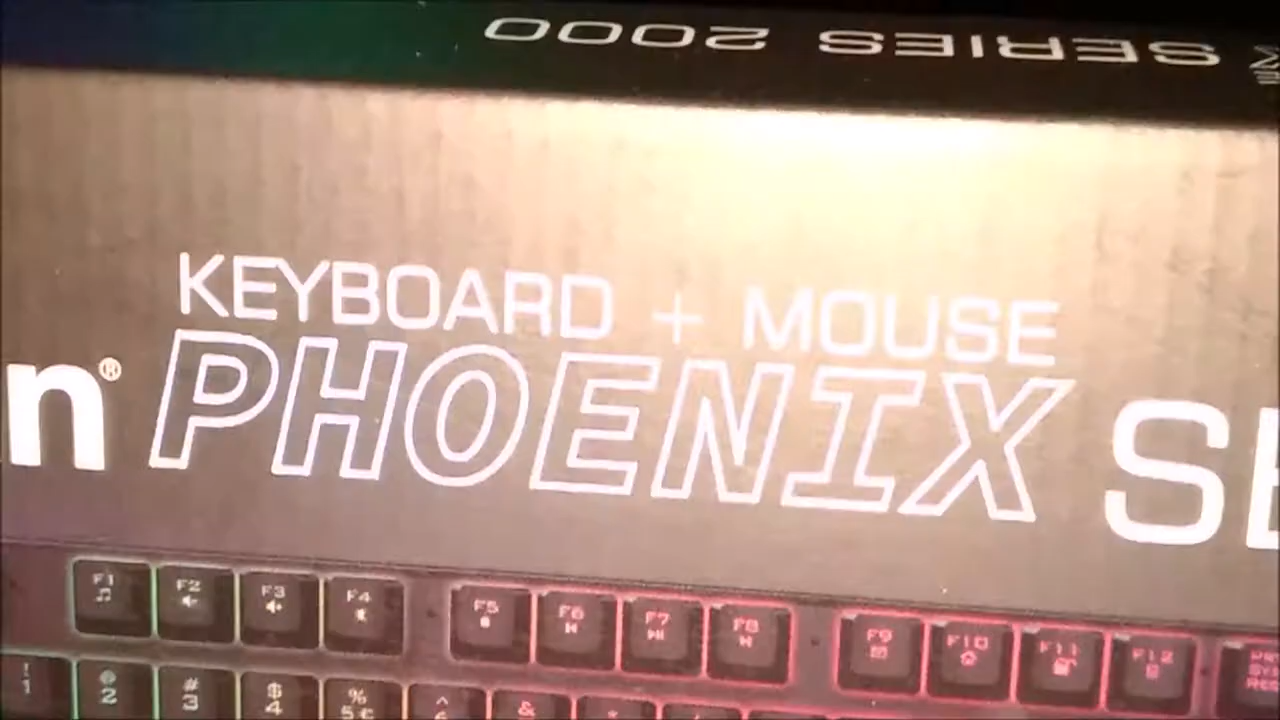 SERIES 2000
KEYBOARD + MOUSE
n® PHOENIX SE
F1 F2 F3 F4 F5 F6 F7 F8 F9 F10 F11 F12
! 1 @ 2 # 3 $ 4 % 5 € ^ &